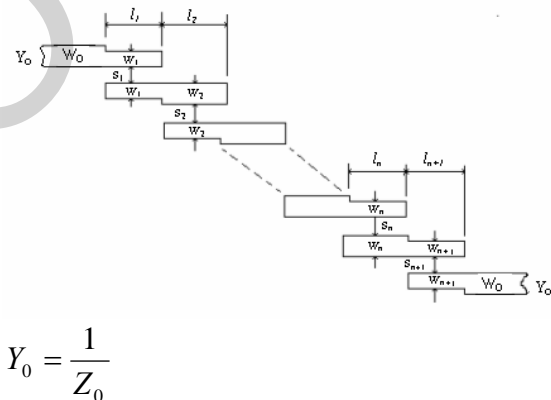 l₁ l₂
Y₀ W₀ w₁
s₁
w₁ w₂
s₂
w₂
lₙ lₙ₊₁
wₙ
sₙ
wₙ wₙ₊₁
sₙ₊₁
wₙ₊₁ W₀ Y₀
Y₀ = 1/Z₀